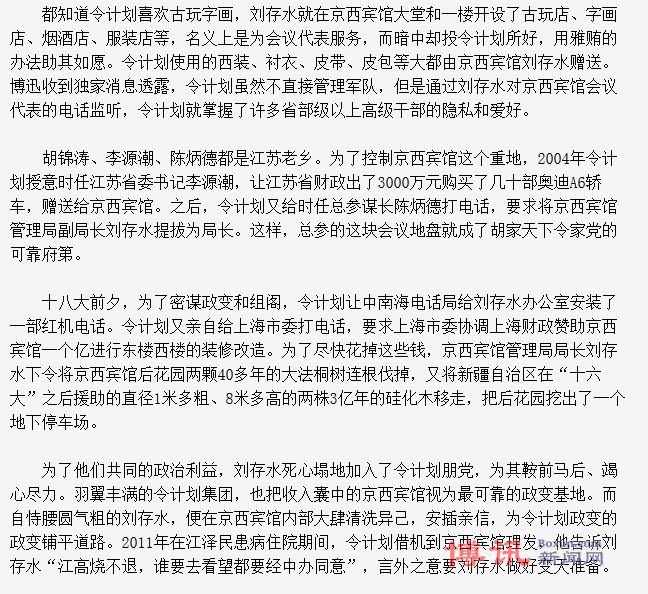 都知道令计划喜欢古玩字画，刘存水就在京西宾馆大堂和一楼开设了古玩店、字画
店、烟酒店、服装店等，名义上是为会议代表服务，而暗中却投令计划所好，用雅贿的
办法助其如愿。令计划使用的西装、衬衣、皮带、皮包等大都由京西宾馆刘存水赠送。
博迅收到独家消息透露，令计划虽然不直接管理军队，但是通过刘存水对京西宾馆会议
代表的电话监听，令计划就掌握了许多省部级以上高级干部的隐私和爱好。
胡锦涛、李源潮、陈炳德都是江苏老乡。为了控制京西宾馆这个重地，2004年令计
划授意时任江苏省委书记李源潮，让江苏省财政出了3000万元购买了几十部奥迪A6轿
车，赠送给京西宾馆。之后，令计划又给时任总参谋长陈炳德打电话，要求将京西宾馆
管理局副局长刘存水提拔为局长。这样，总参的这块会议地盘就成了胡家天下令家党的
可靠府第。
十八大前夕，为了密谋政变和组阁，令计划让中南海电话局给刘存水办公室安装了
一部红机电话。令计划又亲自给上海市委打电话，要求上海市委协调上海财政赞助京西
宾馆一个亿进行东楼西楼的装修改造。为了尽快花掉这些钱，京西宾馆管理局局长刘存
水下令将京西宾馆后花园两颗40多年的大法桐树连根伐掉，又将新疆自治区在“十六
大”之后援助的直径1米多粗、8米多高的两株3亿年的硅化木移走，把后花园挖出了一个
地下停车场。
为了他们共同的政治利益，刘存水死心塌地加入了令计划朋党，为其鞍前马后、竭
心尽力。羽翼丰满的令计划集团，也把收入囊中的京西宾馆视为最可靠的政变基地。而
自恃腰圆气粗的刘存水，便在京西宾馆内部大肆清洗异己，安插亲信，为令计划政变的
政变铺平道路。2011年在江泽民患病住院期间，令计划借机到京西宾馆理发，他告诉刘
存水“江高烧不退，谁要去看望都要经中办同意”，言外之意要刘存水做好变天准备。
博讯
新闻网